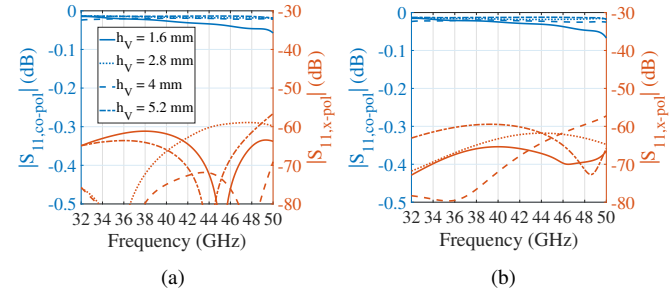 0
-0.1
-0.2
-0.3
-0.4
-0.5
|S11,co-pol| (dB)
h_v = 1.6 mm
h_v = 2.8 mm
h_v = 4 mm
h_v = 5.2 mm
-30
-40
-50
-60
-70
-80
|S11,x-pol| (dB)
32 34 36 38 40 42 44 46 48 50
Frequency (GHz)
(a)
0
-0.1
-0.2
-0.3
-0.4
-0.5
|S11,co-pol| (dB)
-30
-40
-50
-60
-70
-80
|S11,x-pol| (dB)
32 34 36 38 40 42 44 46 48 50
Frequency (GHz)
(b)